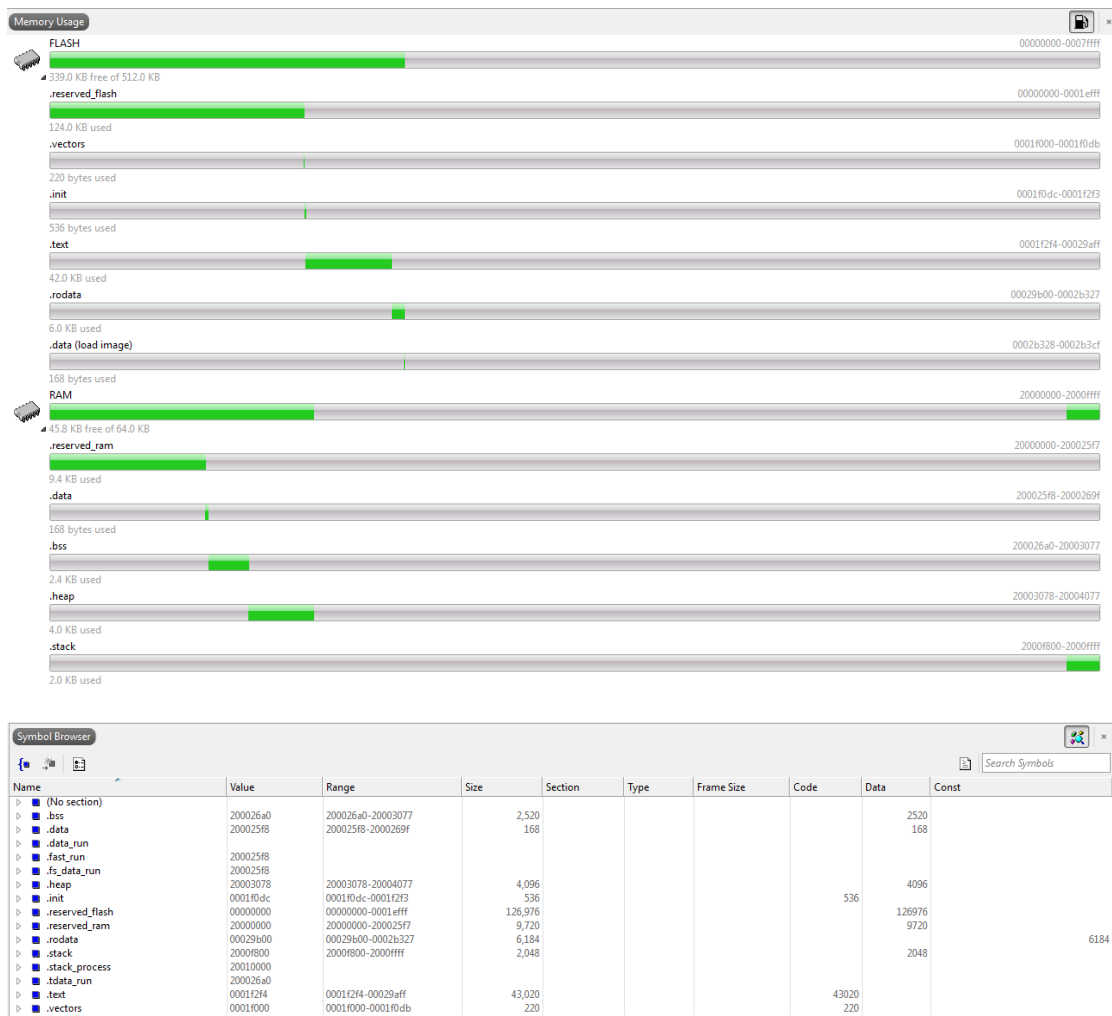 Memory Usage
×
FLASH 00000000-0007ffff
339.0 KB free of 512.0 KB
.reserved_flash 00000000-0001efff
124.0 KB used
.vectors 0001f000-0001f0db
220 bytes used
.init 0001f0dc-0001f2f3
536 bytes used
.text 0001f2f4-00029aff
42.0 KB used
.rodata 00029b00-0002b327
6.0 KB used
.data (load image) 0002b328-0002b3cf
168 bytes used
RAM 20000000-2000ffff
45.8 KB free of 64.0 KB
.reserved_ram 20000000-200025f7
9.4 KB used
.data 200025f8-2000269f
168 bytes used
.bss 200026a0-20003077
2.4 KB used
.heap 20003078-20004077
4.0 KB used
.stack 2000f800-2000ffff
2.0 KB used
Symbol Browser
×
Search Symbols
Name Value Range Size Section Type Frame Size Code Data Const
(No section)
.bss 200026a0 200026a0-20003077 2,520 2520
.data 200025f8 200025f8-2000269f 168 168
.data_run
.fast_run 200025f8
.fs_data_run 200025f8
.heap 20003078 20003078-20004077 4,096 4096
.init 0001f0dc 0001f0dc-0001f2f3 536 536
.reserved_flash 00000000 00000000-0001efff 126,976 126976
.reserved_ram 20000000 20000000-200025f7 9,720 9720
.rodata 00029b00 00029b00-0002b327 6,184 6184
.stack 2000f800 2000f800-2000ffff 2,048 2048
.stack_process 20010000
.tdata_run 200026a0
.text 0001f2f4 0001f2f4-00029aff 43,020 43020
.vectors 0001f000 0001f000-0001f0db 220 220